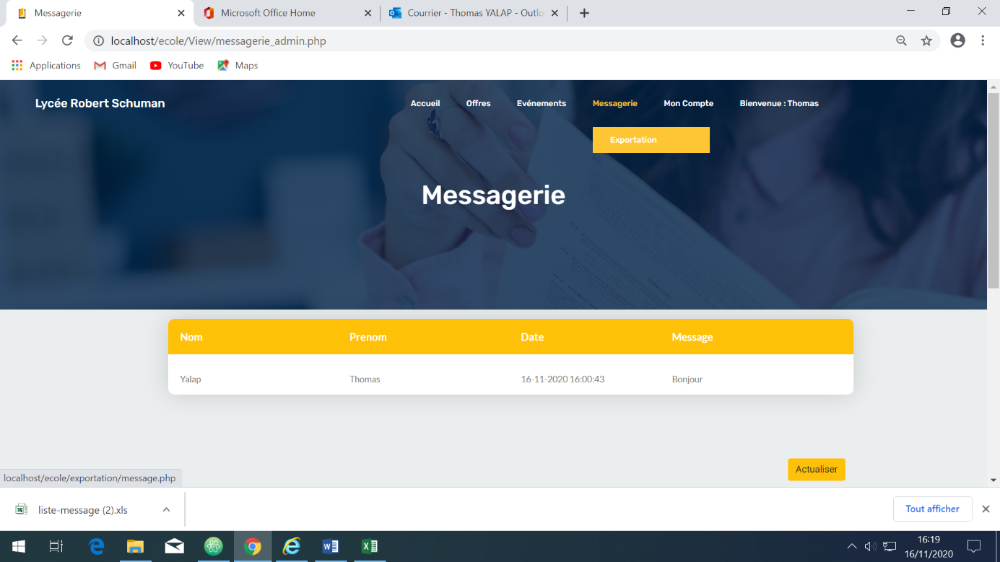 Messagerie
Microsoft Office Home
Courrier - Thomas YALAP - Outlo
localhost/ecole/View/messagerie_admin.php
Applications
Gmail
YouTube
Maps
Lycée Robert Schuman
Accueil
Offres
Evénements
Messagerie
Mon Compte
Bienvenue : Thomas
Exportation
Messagerie
Nom Prenom Date Message
Yalap Thomas 16-11-2020 16:00:43 Bonjour
Actualiser
localhost/ecole/exportation/message.php
liste-message (2).xls
Tout afficher
16:19
16/11/2020